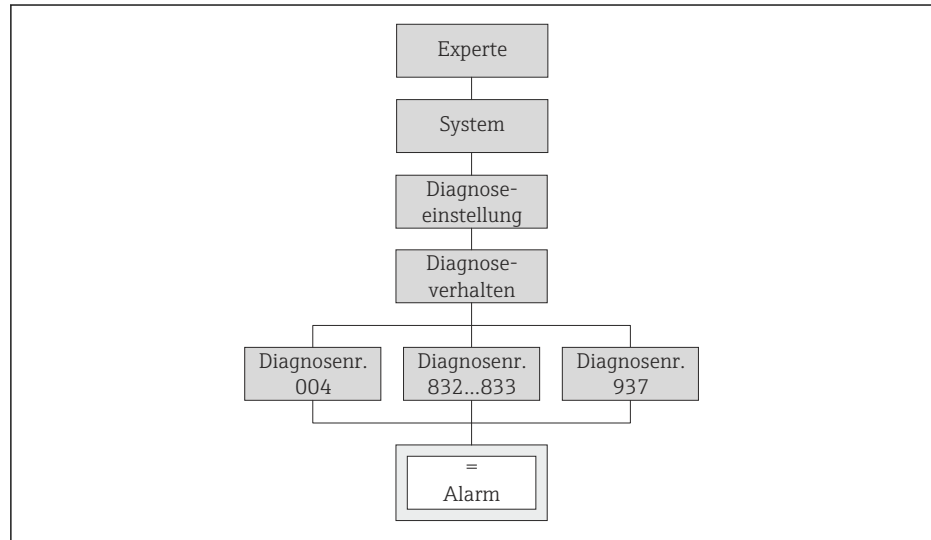 Experte
System
Diagnose-
einstellung
Diagnose-
verhalten
Diagnosenr.
004
Diagnosenr.
832...833
Diagnosenr.
937
=
Alarm